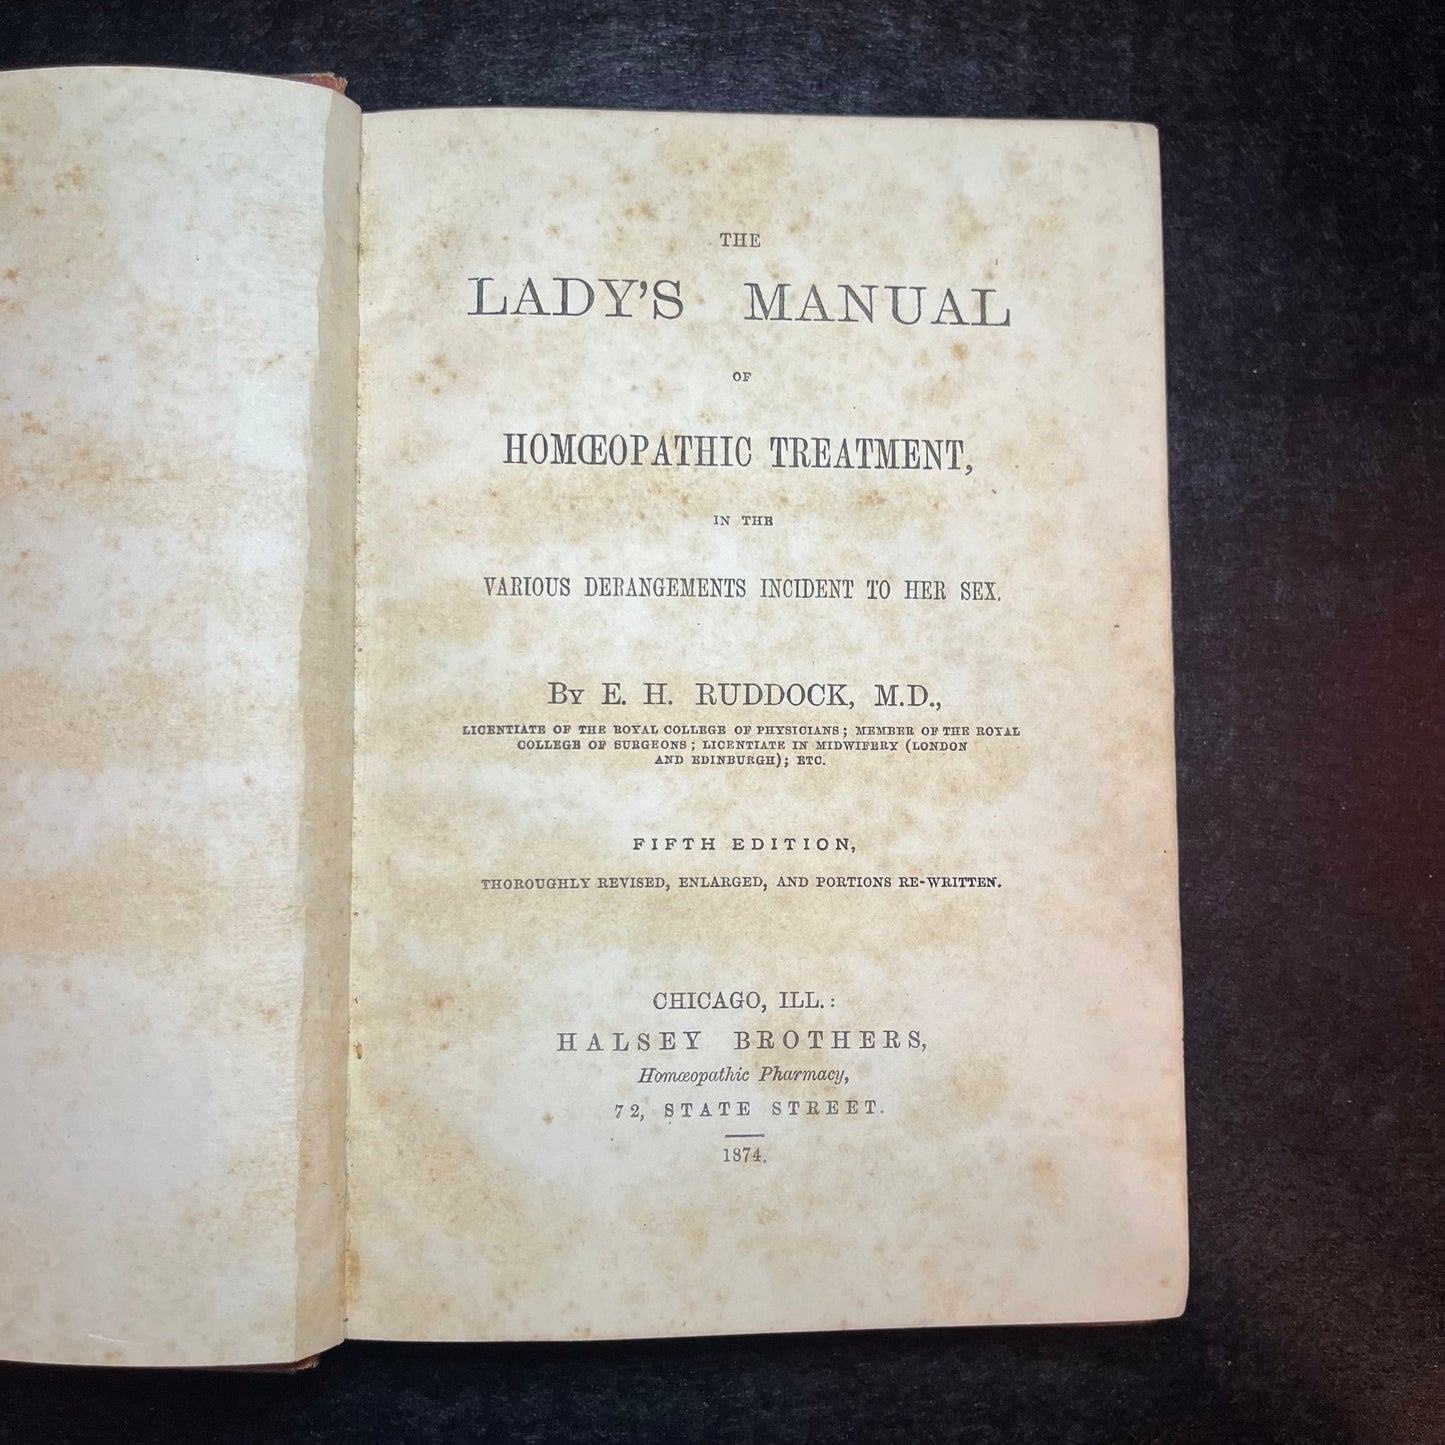 THE
LADY'S MANUAL
OF
HOMŒOPATHIC TREATMENT,
IN THE
VARIOUS DERANGEMENTS INCIDENT TO HER SEX.
By E. H. RUDDOCK, M.D.,
LICENTIATE OF THE ROYAL COLLEGE OF PHYSICIANS; MEMBER OF THE ROYAL
COLLEGE OF SURGEONS; LICENTIATE IN MIDWIFERY (LONDON
AND EDINBURGH); ETC.
FIFTH EDITION,
THOROUGHLY REVISED, ENLARGED, AND PORTIONS RE-WRITTEN.
CHICAGO, ILL.:
HALSEY BROTHERS,
Homœopathic Pharmacy,
72, STATE STREET.
1874.